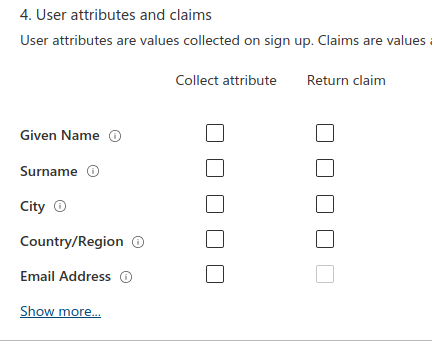 4. User attributes and claims
User attributes are values collected on sign up. Claims are values
Collect attribute Return claim
Given Name
Surname
City
Country/Region
Email Address
Show more...